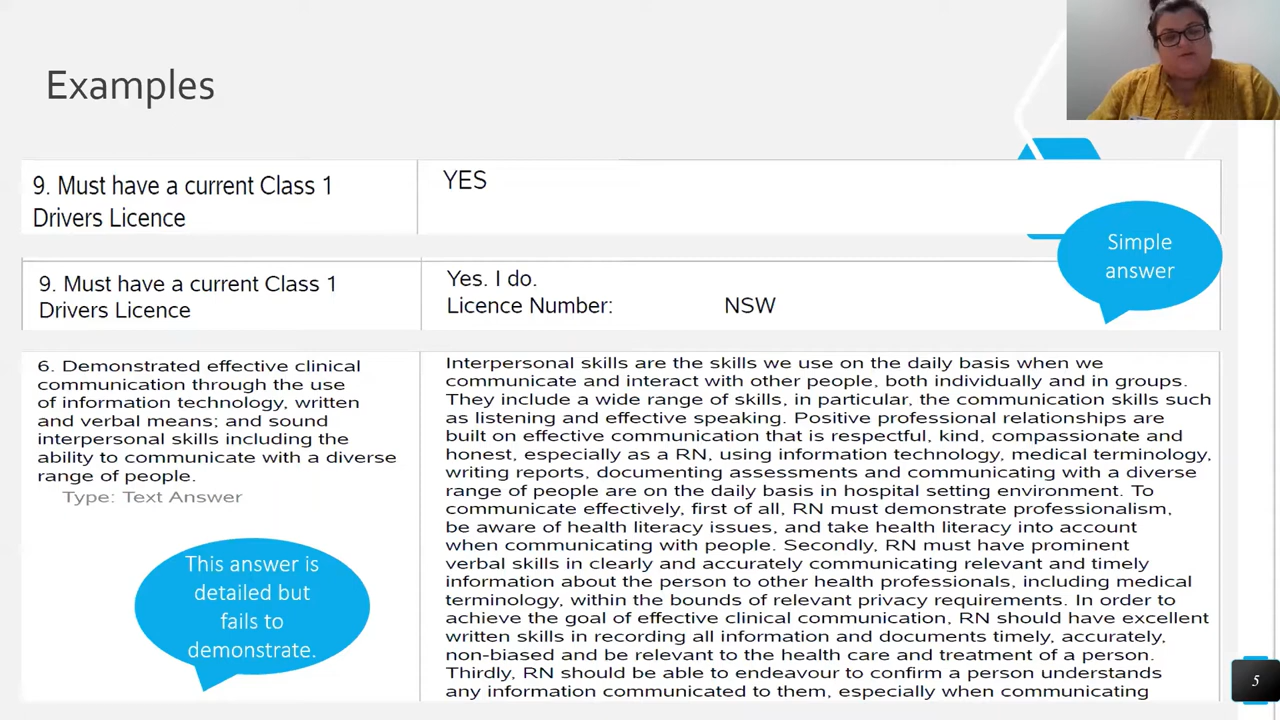 Examples
9. Must have a current Class 1
Drivers Licence
YES
Simple
answer
9. Must have a current Class 1
Drivers Licence
Yes. I do.
Licence Number: NSW
6. Demonstrated effective clinical
communication through the use
of information technology, written
and verbal means; and sound
interpersonal skills including the
ability to communicate with a diverse
range of people.
Type: Text Answer
This answer is
detailed but
fails to
demonstrate.
Interpersonal skills are the skills we use on the daily basis when we
communicate and interact with other people, both individually and in groups.
They include a wide range of skills, in particular, the communication skills such
as listening and effective speaking. Positive professional relationships are
built on effective communication that is respectful, kind, compassionate and
honest, especially as a RN, using information technology, medical terminology,
writing reports, documenting assessments and communicating with a diverse
range of people are on the daily basis in hospital setting environment. To
communicate effectively, first of all, RN must demonstrate professionalism,
be aware of health literacy issues, and take health literacy into account
when communicating with people. Secondly, RN must have prominent
verbal skills in clearly and accurately communicating relevant and timely
information about the person to other health professionals, including medical
terminology, within the bounds of relevant privacy requirements. In order to
achieve the goal of effective clinical communication, RN should have excellent
written skills in recording all information and documents timely, accurately,
non-biased and be relevant to the health care and treatment of a person.
Thirdly, RN should be able to endeavour to confirm a person understands
any information communicated to them, especially when communicating
5